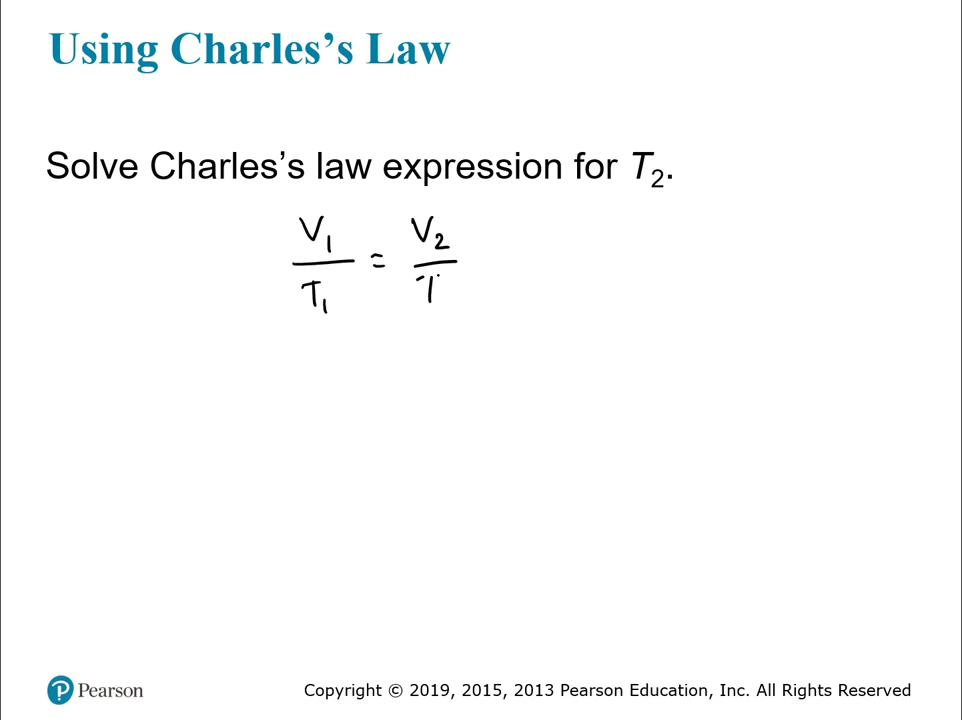 Using Charles's Law
Solve Charles's law expression for T₂.
V₁/T₁ = V₂/T
Pearson
Copyright © 2019, 2015, 2013 Pearson Education, Inc. All Rights Reserved